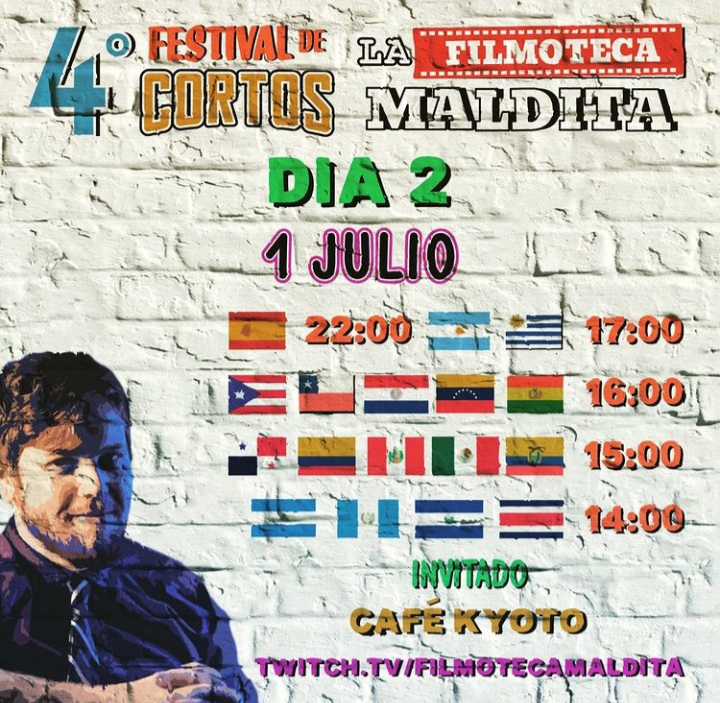 4º FESTIVAL DE CORTOS
LA FILMOTECA MALDITA
DIA 2
1 JULIO
22:00 17:00
16:00
15:00
14:00
INVITADO
CAFÉ KYOTO
TWITCH.TV/FILMOTECAMALDITA